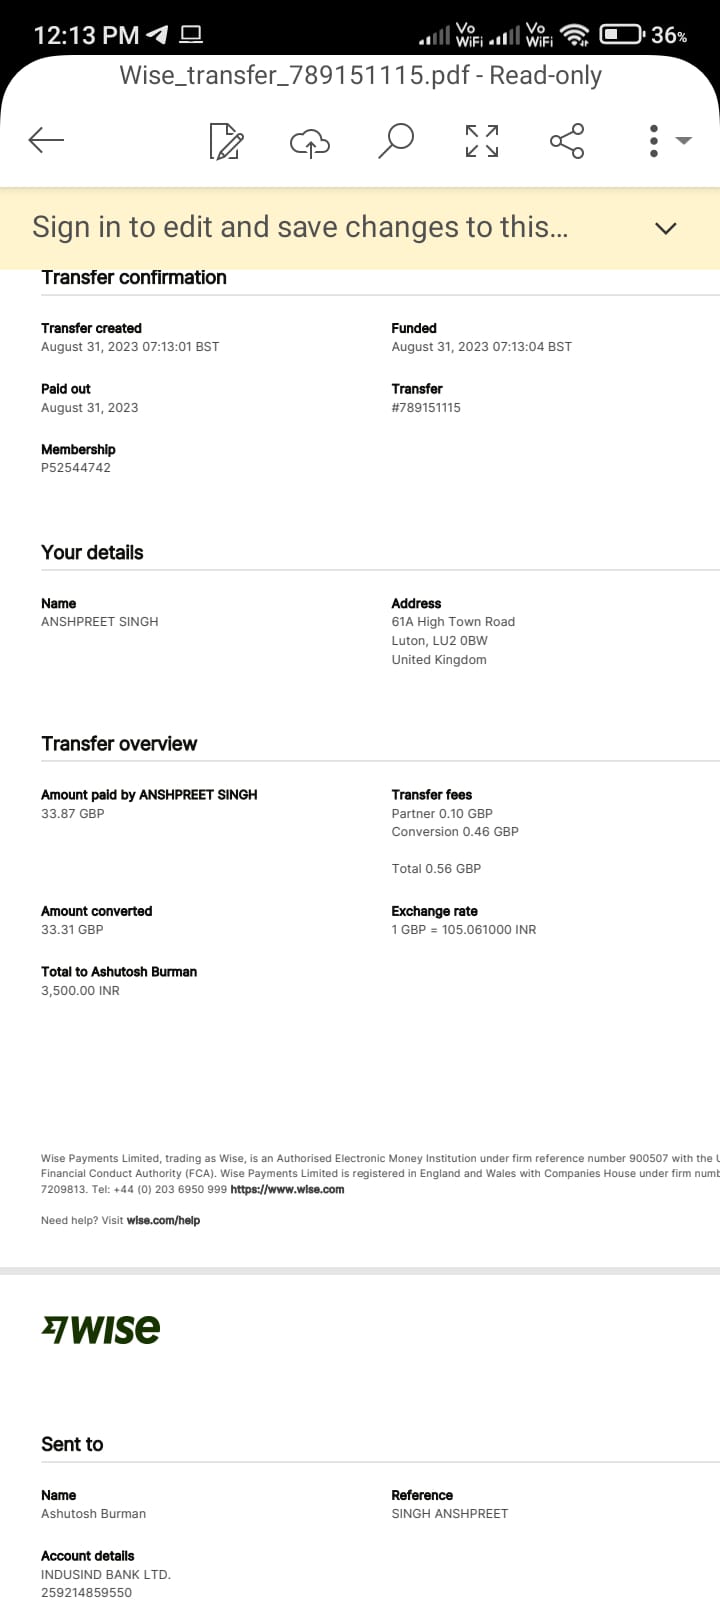 12:13 PM Vo WiFi Vo WiFi 36%
Wise_transfer_789151115.pdf - Read-only
Sign in to edit and save changes to this...
Transfer confirmation
Transfer created Funded
August 31, 2023 07:13:01 BST August 31, 2023 07:13:04 BST
Paid out Transfer
August 31, 2023 #789151115
Membership
P52544742
Your details
Name Address
ANSHPREET SINGH 61A High Town Road
Luton, LU2 0BW
United Kingdom
Transfer overview
Amount paid by ANSHPREET SINGH Transfer fees
33.87 GBP Partner 0.10 GBP
Conversion 0.46 GBP
Total 0.56 GBP
Amount converted Exchange rate
33.31 GBP 1 GBP = 105.061000 INR
Total to Ashutosh Burman
3,500.00 INR
Wise Payments Limited, trading as Wise, is an Authorised Electronic Money Institution under firm reference number 900507 with the
Financial Conduct Authority (FCA). Wise Payments Limited is registered in England and Wales with Companies House under firm
7209813. Tel: +44 (0) 203 6950 999 https://www.wise.com
Need help? Visit wise.com/help
WISE
Sent to
Name Reference
Ashutosh Burman SINGH ANSHPREET
Account details
INDUSIND BANK LTD.
259214859550